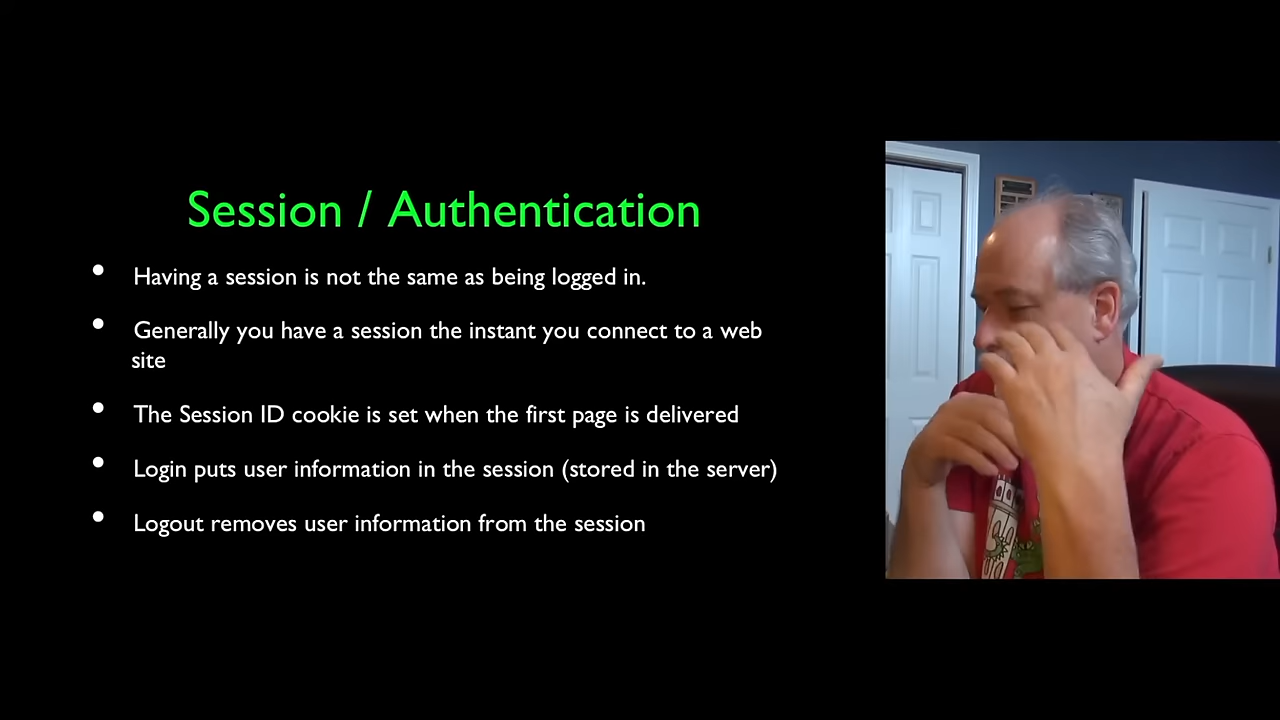 Session / Authentication
• Having a session is not the same as being logged in.
• Generally you have a session the instant you connect to a web
site
• The Session ID cookie is set when the first page is delivered
• Login puts user information in the session (stored in the server)
• Logout removes user information from the session